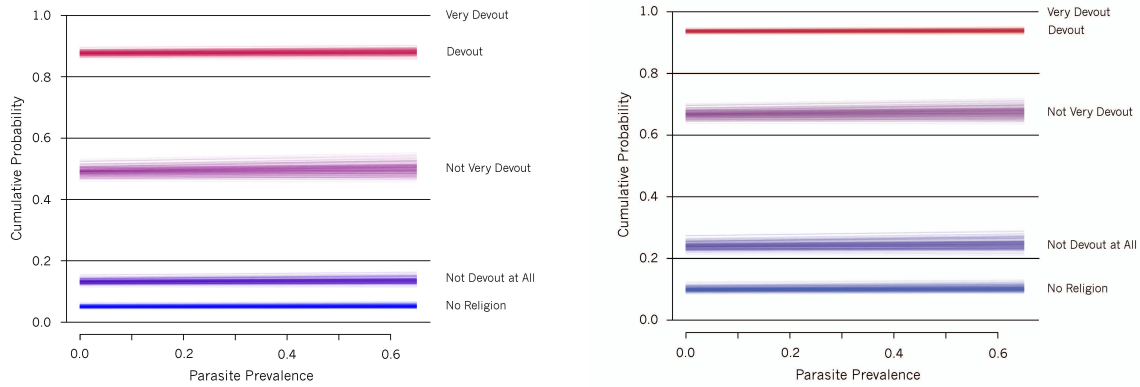 1.0
Very Devout
Devout
0.8
0.6
Not Very Devout
0.4
0.2
Not Devout at All
No Religion
0.0
Cumulative Probability
0.0 0.2 0.4 0.6
Parasite Prevalence
1.0
Very Devout
Devout
0.8
Not Very Devout
0.6
0.4
Not Devout at All
0.2
No Religion
0.0
Cumulative Probability
0.0 0.2 0.4 0.6
Parasite Prevalence